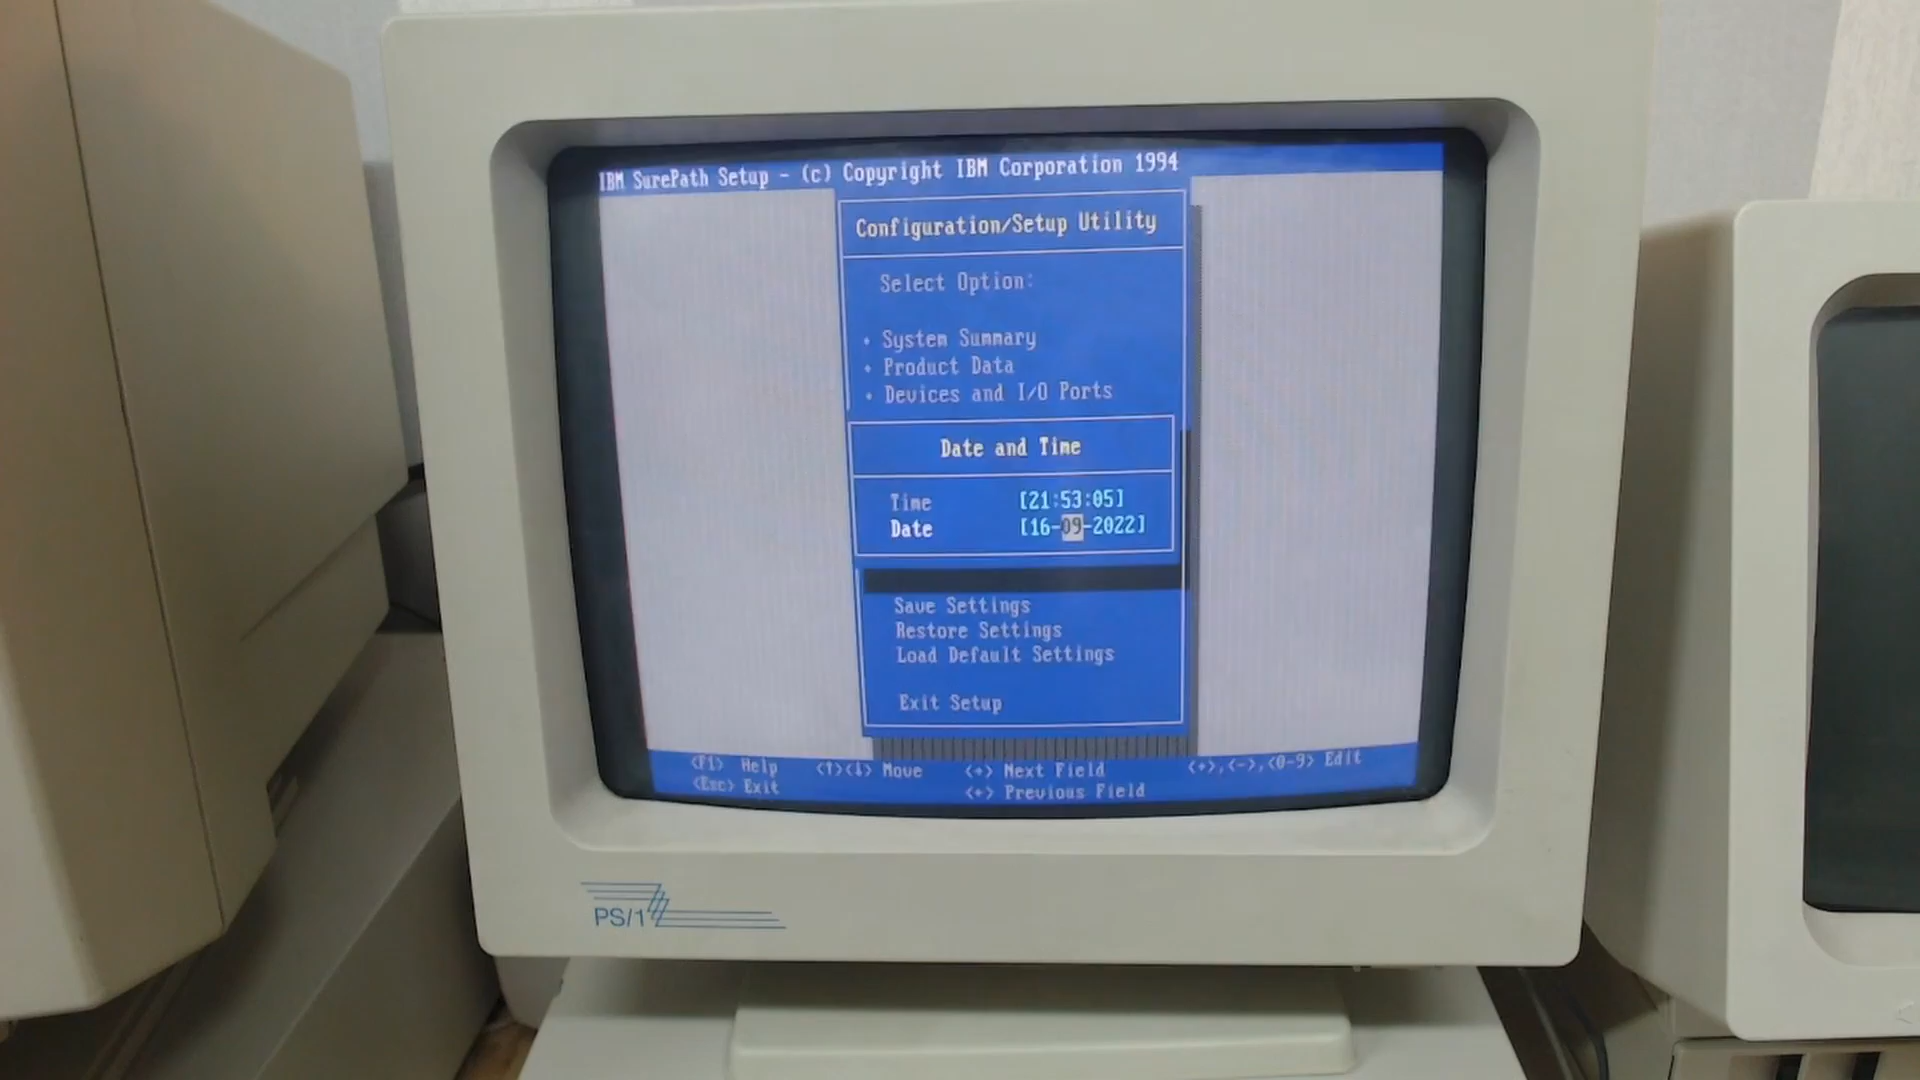 IBM SurePath Setup - (c) Copyright IBM Corporation 1994
Configuration/Setup Utility
Select Option:
• System Summary
• Product Data
• Devices and I/O Ports
Date and Time
Time [21:53:05]
Date [16-09-2022]
Save Settings
Restore Settings
Load Default Settings
Exit Setup
<F1> Help <↑><↓> Move <→> Next Field <+>,<->,<0-9> Edit
<Esc> Exit <←> Previous Field
PS/1